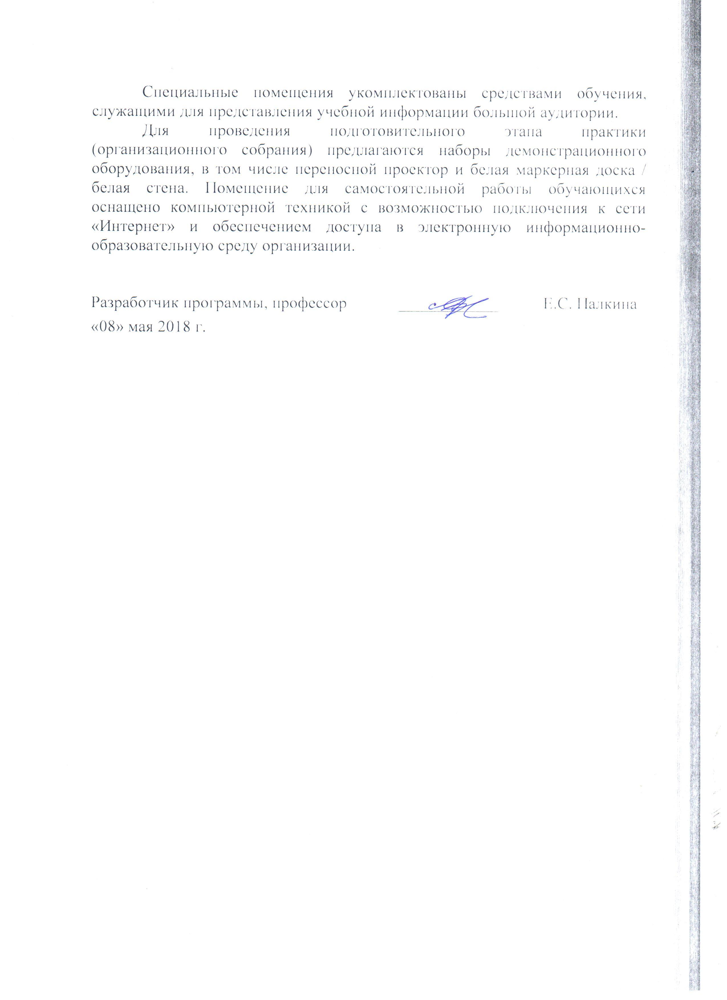 Специальные помещения укомплектованы средствами обучения,
служащими для представления учебной информации большой аудитории.
Для проведения подготовительного этапа практики
(организационного собрания) предлагаются наборы демонстрационного
оборудования, в том числе переносной проектор и белая маркерная доска /
белая стена. Помещение для самостоятельной работы обучающихся
оснащено компьютерной техникой с возможностью подключения к сети
«Интернет» и обеспечением доступа в электронную информационно-
образовательную среду организации.
Разработчик программы, профессор Е.С. Палкина
«08» мая 2018 г.